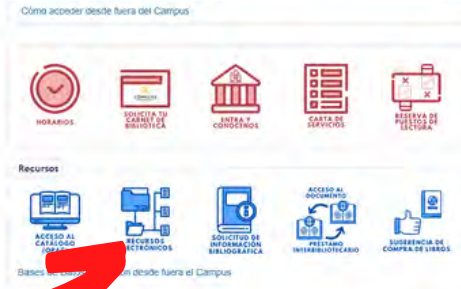 Cómo acceder desde fuera del Campus
HORARIOS
SOLICITA TU
CARNET DE
BIBLIOTECA
ENTRA Y
CONÓCENOS
CARTA DE
SERVICIOS
RESERVA DE
PUESTOS DE
LECTURA
Recursos
ACCESO AL
CATÁLOGO
RECURSOS
SOLICITUD DE
INFORMACIÓN
BIBLIOGRÁFICA
ACCESO AL
DOCUMENTO
PRÉSTAMO
INTERBIBLIOTECARIO
SUGERENCIA DE
COMPRA DE LIBROS
Bases de desde fuera el Campus